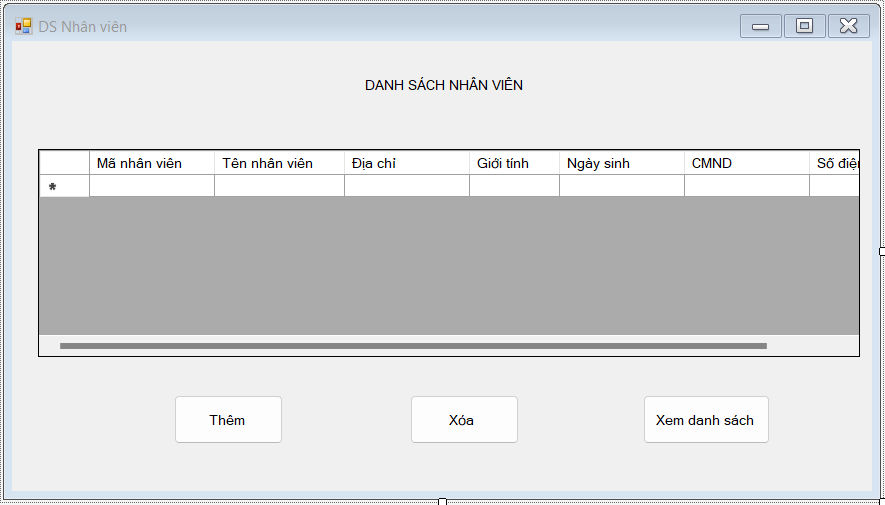 DS Nhân viên
DANH SÁCH NHÂN VIÊN
Mã nhân viên Tên nhân viên Địa chỉ Giới tính Ngày sinh CMND Số điệ
*
Thêm Xóa Xem danh sách